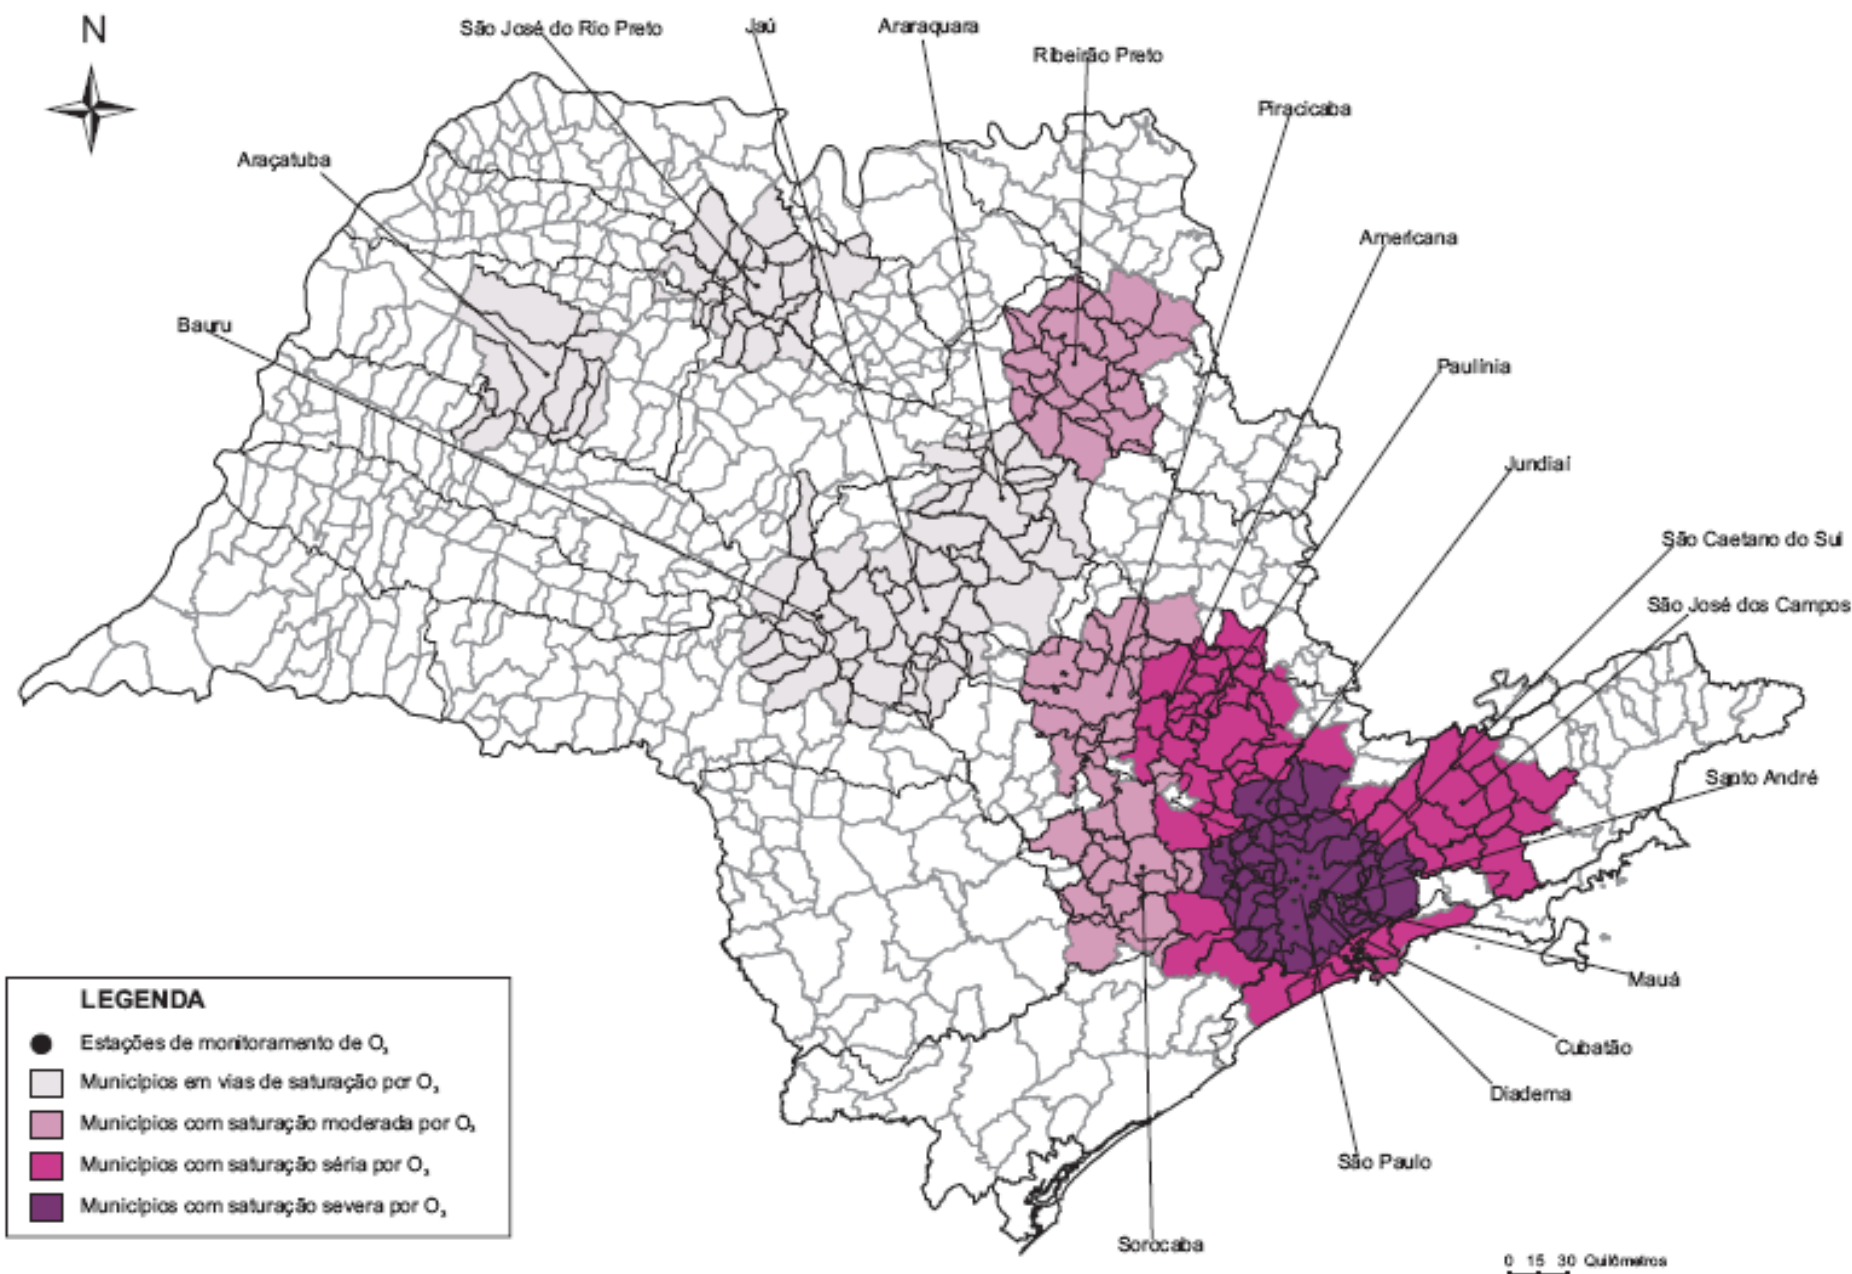 N
São José do Rio Preto
Jaú
Araraquara
Ribeirão Preto
Piracicaba
Araçatuba
Americana
Bauru
Paulínia
Jundiaí
São Caetano do Sul
São José dos Campos
Santo André
Mauá
Cubatão
Diadema
São Paulo
Sorocaba
LEGENDA
Estações de monitoramento de O₃
Municípios em vias de saturação por O₃
Municípios com saturação moderada por O₃
Municípios com saturação séria por O₃
Municípios com saturação severa por O₃
0 15 30 Quilômetros